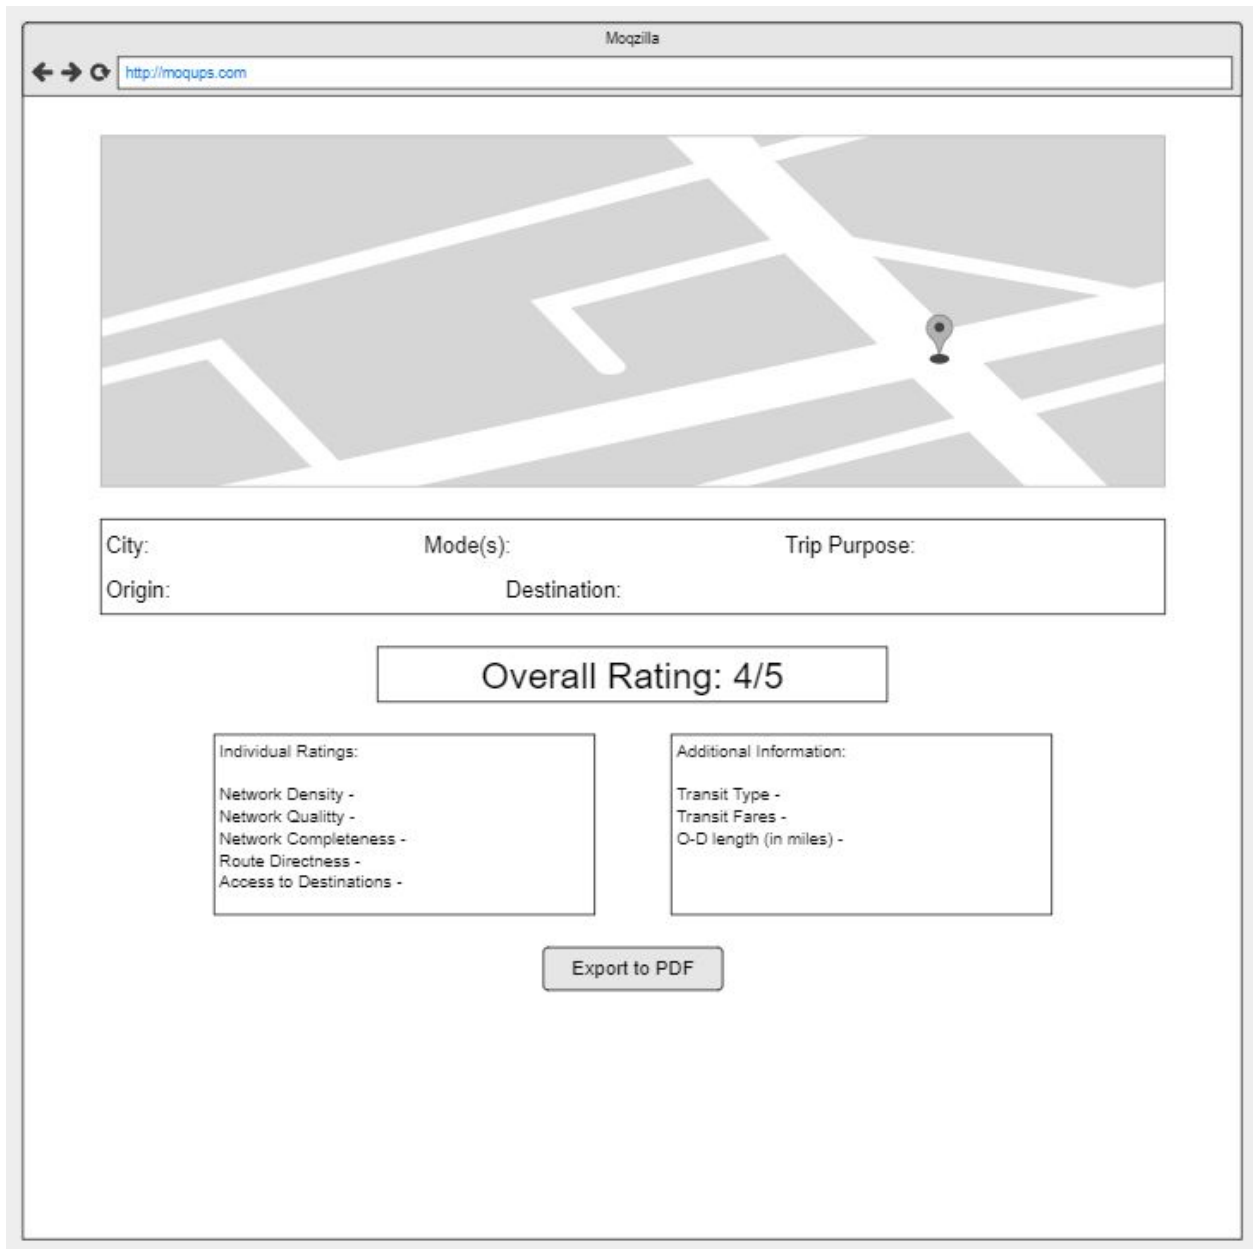 Moqzilla
http://moqups.com
City: Mode(s): Trip Purpose:
Origin: Destination:
Overall Rating: 4/5
Individual Ratings:
Network Density -
Network Qualitty -
Network Completeness -
Route Directness -
Access to Destinations -
Additional Information:
Transit Type -
Transit Fares -
O-D length (in miles) -
Export to PDF